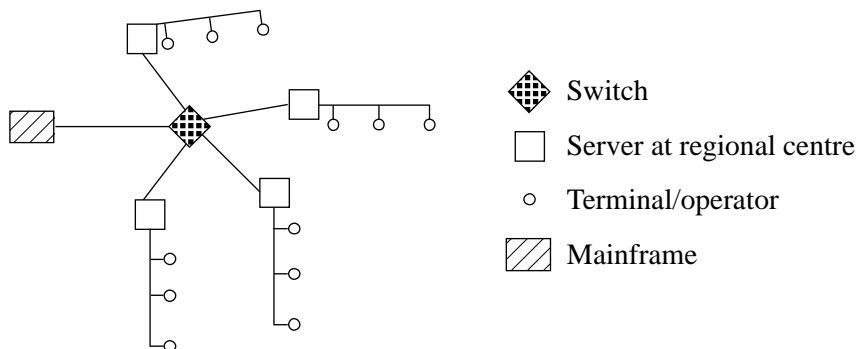 Switch
Server at regional centre
Terminal/operator
Mainframe